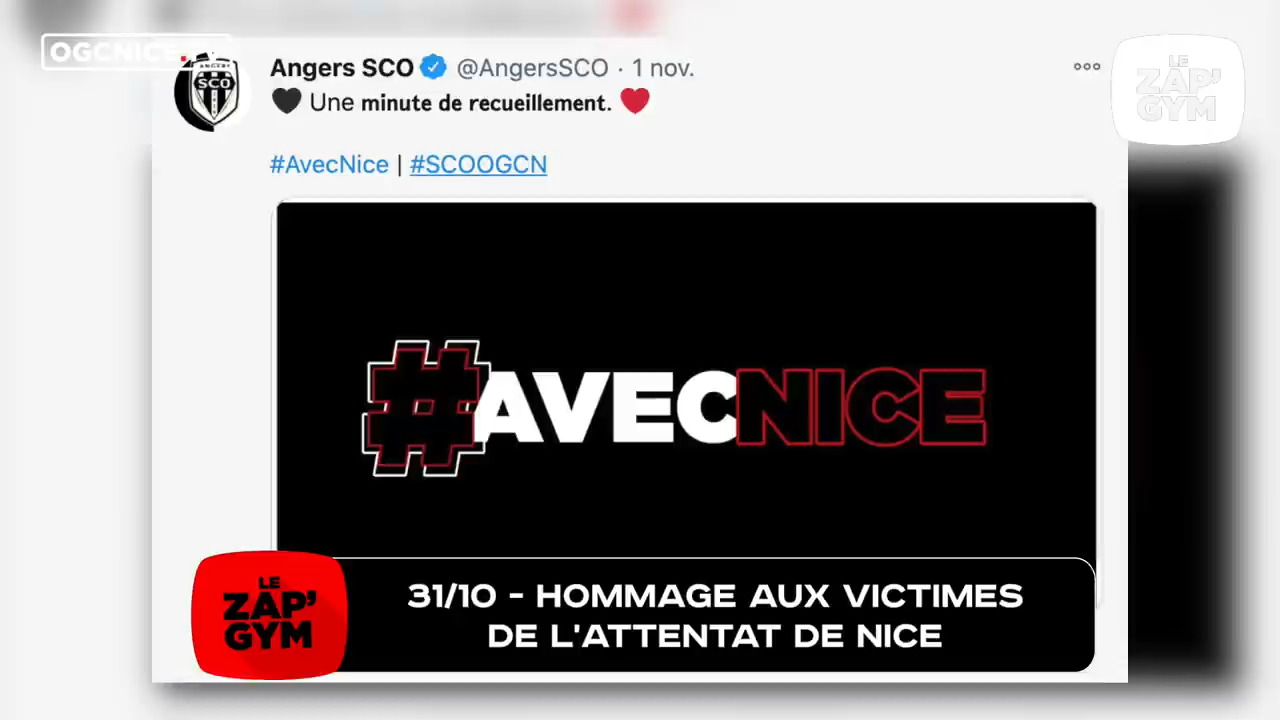 OGCNICE.
Angers SCO @AngersSCO · 1 nov.
🖤 Une minute de recueillement. ❤️
#AvecNice | #SCOOGCN
ANGERS
SCO
LE
ZAP'
GYM
#AVECNICE
LE
ZAP'
GYM
31/10 - HOMMAGE AUX VICTIMES
DE L'ATTENTAT DE NICE